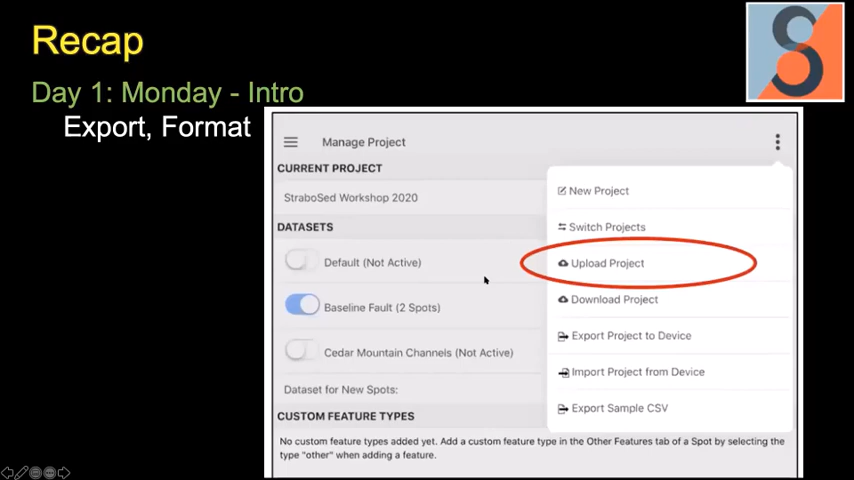 Recap
Day 1: Monday - Intro
Export, Format
Manage Project
CURRENT PROJECT
StraboSed Workshop 2020
DATASETS
Default (Not Active)
Baseline Fault (2 Spots)
Cedar Mountain Channels (Not Active)
Dataset for New Spots:
CUSTOM FEATURE TYPES
No custom feature types added yet. Add a custom feature type in the Other Features tab of a Spot by selecting the
type "other" when adding a feature.
New Project
Switch Projects
Upload Project
Download Project
Export Project to Device
Import Project from Device
Export Sample CSV